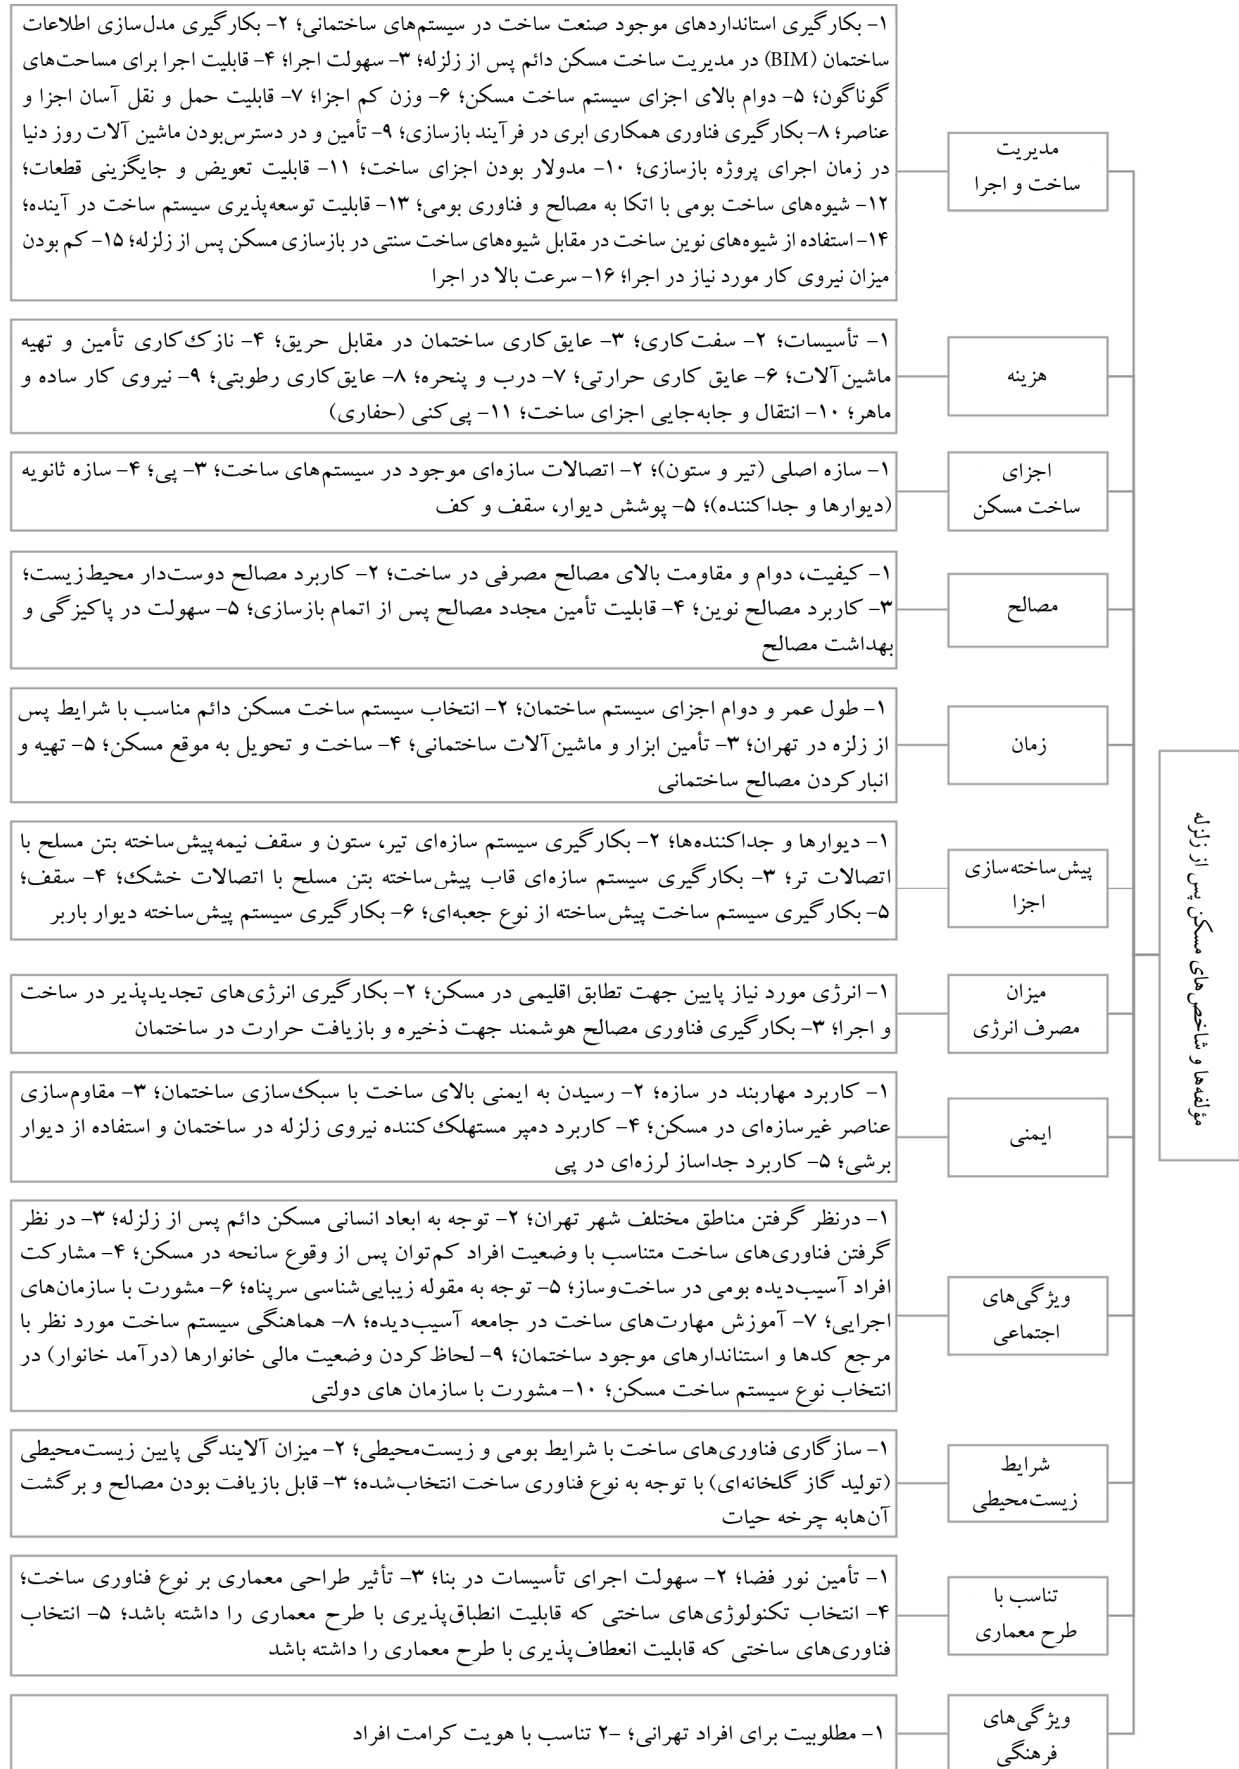 مؤلفه‌ها و شاخص‌های مسکن پس از زلزله
مدیریت
ساخت و اجرا
۱- بکارگیری استانداردهای موجود صنعت ساخت در سیستم‌های ساختمانی؛ ۲- بکارگیری مدل‌سازی اطلاعات
ساختمان (BIM) در مدیریت ساخت مسکن دائم پس از زلزله؛ ۳- سهولت اجرا؛ ۴- قابلیت اجرا برای مساحت‌های
گوناگون؛ ۵- دوام بالای اجزای سیستم ساخت مسکن؛ ۶- وزن کم اجزا؛ ۷- قابلیت حمل و نقل آسان اجزا و
عناصر؛ ۸- بکارگیری فناوری همکاری ابری در فرآیند بازسازی؛ ۹- تأمین و در دسترس‌بودن ماشین آلات روز دنیا
در زمان اجرای پروژه بازسازی؛ ۱۰- مدولار بودن اجزای ساخت؛ ۱۱- قابلیت تعویض و جایگزینی قطعات؛
۱۲- شیوه‌های ساخت بومی با اتکا به مصالح و فناوری بومی؛ ۱۳- قابلیت توسعه‌پذیری سیستم ساخت در آینده؛
۱۴- استفاده از شیوه‌های نوین ساخت در مقابل شیوه‌های ساخت سنتی در بازسازی مسکن پس از زلزله؛ ۱۵- کم بودن
میزان نیروی کار مورد نیاز در اجرا؛ ۱۶- سرعت بالا در اجرا
هزینه
۱- تأسیسات؛ ۲- سفت‌کاری؛ ۳- عایق‌کاری ساختمان در مقابل حریق؛ ۴- نازک‌کاری تأمین و تهیه
ماشین‌آلات؛ ۶- عایق کاری حرارتی؛ ۷- درب و پنحره؛ ۸- عایق‌کاری رطوبتی؛ ۹- نیروی کار ساده و
ماهر؛ ۱۰- انتقال و جابه‌جایی اجزای ساخت؛ ۱۱- پی‌کنی (حفاری)
اجزای
ساخت مسکن
۱- سازه اصلی (تیر و ستون)؛ ۲- اتصالات سازه‌ای موجود در سیستم‌های ساخت؛ ۳- پی؛ ۴- سازه ثانویه
(دیوارها و جداکننده)؛ ۵- پوشش دیوار، سقف و کف
مصالح
۱- کیفیت، دوام و مقاومت بالای مصالح مصرفی در ساخت؛ ۲- کاربرد مصالح دوست‌دار محیط‌زیست؛
۳- کاربرد مصالح نوین؛ ۴- قابلیت تأمین مجدد مصالح پس از اتمام بازسازی؛ ۵- سهولت در پاکیزگی و
بهداشت مصالح
زمان
۱- طول عمر و دوام اجزای سیستم ساختمان؛ ۲- انتخاب سیستم ساخت مسکن دائم مناسب با شرایط پس
از زلزه در تهران؛ ۳- تأمین ابزار و ماشین‌آلات ساختمانی؛ ۴- ساخت و تحویل به موقع مسکن؛ ۵- تهیه و
انبارکردن مصالح ساختمانی
پیش‌ساخته‌سازی
اجزا
۱- دیوارها و جداکننده‌ها؛ ۲- بکارگیری سیستم سازه‌ای تیر، ستون و سقف نیمه‌پیش‌ساخته بتن مسلح با
اتصالات تر؛ ۳- بکارگیری سیستم سازه‌ای قاب پیش‌ساخته بتن مسلح با اتصالات خشک؛ ۴- سقف؛
۵- بکارگیری سیستم ساخت پیش‌ساخته از نوع جعبه‌ای؛ ۶- بکارگیری سیستم پیش‌ساخته دیوار باربر
میزان
مصرف انرژی
۱- انرژی مورد نیاز پایین جهت تطابق اقلیمی در مسکن؛ ۲- بکارگیری انرژی‌های تجدیدپذیر در ساخت
و اجرا؛ ۳- بکارگیری فناوری مصالح هوشمند جهت ذخیره و بازیافت حرارت در ساختمان
ایمنی
۱- کاربرد مهاربند در سازه؛ ۲- رسیدن به ایمنی بالای ساخت با سبک‌سازی ساختمان؛ ۳- مقاوم‌سازی
عناصر غیرسازه‌ای در مسکن؛ ۴- کاربرد دمپر مستهلک‌کننده نیروی زلزله در ساختمان و استفاده از دیوار
برشی؛ ۵- کاربرد جداساز لرزه‌ای در پی
ویژگی‌های
اجتماعی
۱- درنظر گرفتن مناطق مختلف شهر تهران؛ ۲- توجه به ابعاد انسانی مسکن دائم پس از زلزله؛ ۳- در نظر
گرفتن فناوری‌های ساخت متناسب با وضعیت افراد کم‌توان پس از وقوع سانحه در مسکن؛ ۴- مشارکت
افراد آسیب‌دیده بومی در ساخت‌وساز؛ ۵- توجه به مقوله زیبایی‌شناسی سرپناه؛ ۶- مشورت با سازمان‌های
اجرایی؛ ۷- آموزش مهارت‌های ساخت در جامعه آسیب‌دیده؛ ۸- هماهنگی سیستم ساخت مورد نظر با
مرجع کدها و استناندارهای موجود ساختمان؛ ۹- لحاظ‌کردن وضعیت مالی خانوارها (درآمد خانوار) در
انتخاب نوع سیستم ساخت مسکن؛ ۱۰- مشورت با سازمان های دولتی
شرایط
زیست‌محیطی
۱- سازگاری فناوری‌های ساخت با شرایط بومی و زیست‌محیطی؛ ۲- میزان آلایندگی پایین زیست‌محیطی
(تولید گاز گلخانه‌ای) با توجه به نوع فناوری ساخت انتخاب‌شده؛ ۳- قابل بازیافت بودن مصالح و برگشت
آن‌هابه چرخه حیات
تناسب با
طرح معماری
۱- تأمین نور فضا؛ ۲- سهولت اجرای تأسیسات در بنا؛ ۳- تأثیر طراحی معماری بر نوع فناوری ساخت؛
۴- انتخاب تکنولوژی‌های ساختی که قابلیت انطباق‌پذیری با طرح معماری را داشته باشد؛ ۵- انتخاب
فناوری‌های ساختی که قابلیت انعطاف‌پذیری با طرح معماری را داشته باشد
ویژگی‌های
فرهنگی
۱- مطلوبیت برای افراد تهرانی؛ -۲ تناسب با هویت کرامت افراد